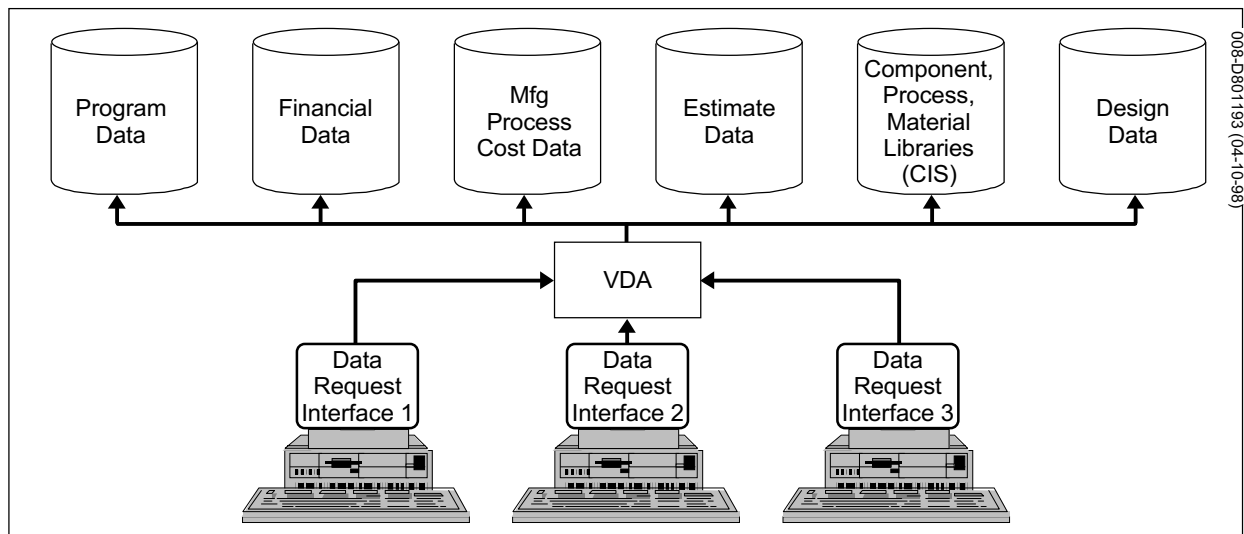 Program
Data
Financial
Data
Mfg
Process
Cost Data
Estimate
Data
Component,
Process,
Material
Libraries
(CIS)
Design
Data
008-D801193 (04-10-98)
VDA
Data
Request
Interface 1
Data
Request
Interface 2
Data
Request
Interface 3